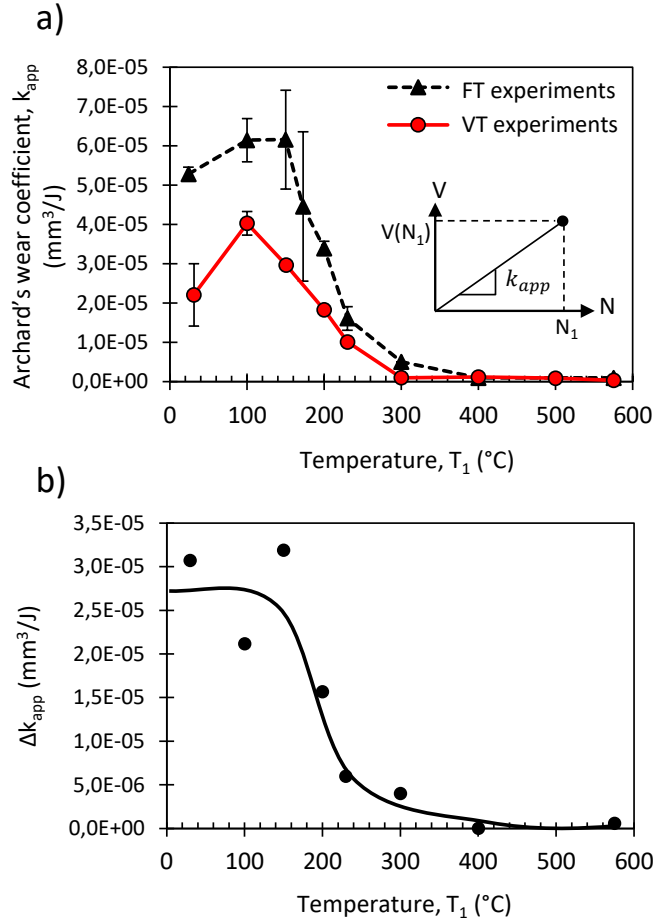 a)
Archard's wear coefficient, k_app
(mm³/J)
8,0E-05
7,0E-05
6,0E-05
5,0E-05
4,0E-05
3,0E-05
2,0E-05
1,0E-05
0,0E+00
FT experiments
VT experiments
V
V(N₁)
k_app
N
N₁
0 100 200 300 400 500 600
Temperature, T₁ (°C)
b)
Δk_app (mm³/J)
3,5E-05
3,0E-05
2,5E-05
2,0E-05
1,5E-05
1,0E-05
5,0E-06
0,0E+00
0 100 200 300 400 500 600
Temperature, T₁ (°C)